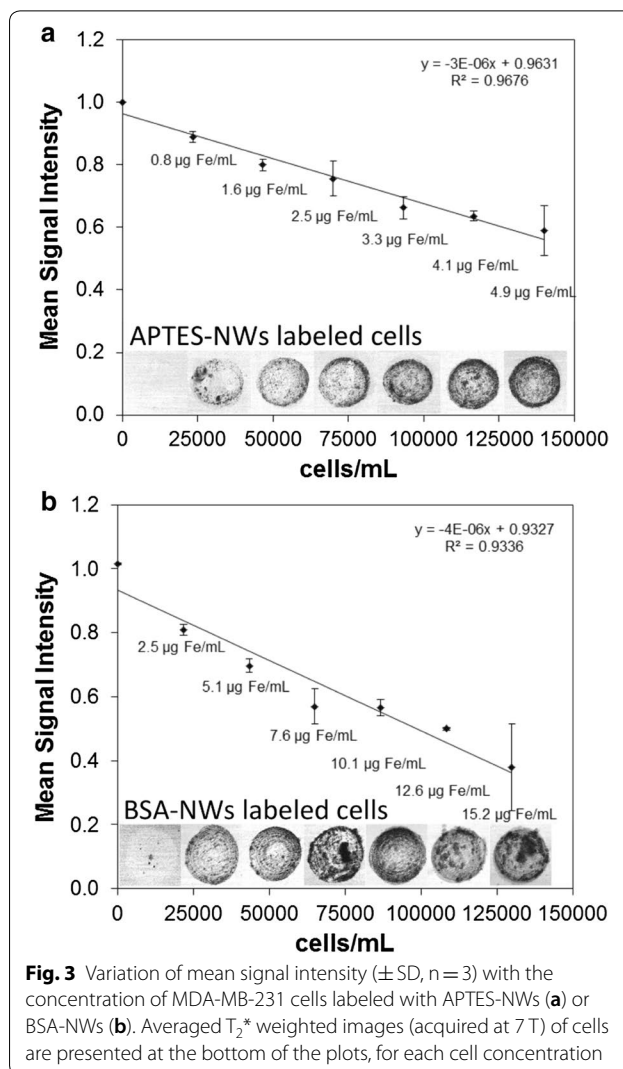 a
1.2
1.0
0.8
0.6
0.4
0.2
0.0
Mean Signal Intensity
y = -3E-06x + 0.9631
R² = 0.9676
0.8 µg Fe/mL
1.6 µg Fe/mL
2.5 µg Fe/mL
3.3 µg Fe/mL
4.1 µg Fe/mL
4.9 µg Fe/mL
APTES-NWs labeled cells
0 25000 50000 75000 100000 125000 150000
cells/mL
b
1.2
1.0
0.8
0.6
0.4
0.2
0.0
Mean Signal Intensity
y = -4E-06x + 0.9327
R² = 0.9336
2.5 µg Fe/mL
5.1 µg Fe/mL
7.6 µg Fe/mL
10.1 µg Fe/mL
12.6 µg Fe/mL
15.2 µg Fe/mL
BSA-NWs labeled cells
0 25000 50000 75000 100000 125000 150000
cells/mL
Fig. 3 Variation of mean signal intensity (± SD, n = 3) with the
concentration of MDA-MB-231 cells labeled with APTES-NWs (a) or
BSA-NWs (b). Averaged T₂* weighted images (acquired at 7 T) of cells
are presented at the bottom of the plots, for each cell concentration